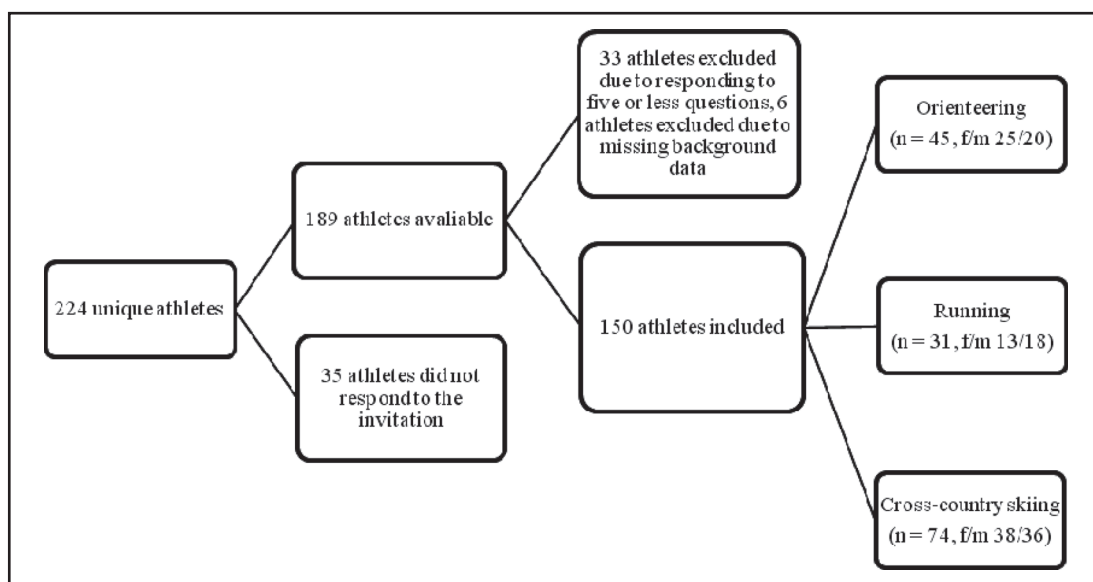 224 unique athletes
189 athletes avaliable
35 athletes did not
respond to the
invitation
33 athletes excluded
due to responding to
five or less questions, 6
athletes excluded due to
missing background
data
150 athletes included
Orienteering
(n = 45, f/m 25/20)
Running
(n = 31, f/m 13/18)
Cross-country skiing
(n = 74, f/m 38/36)